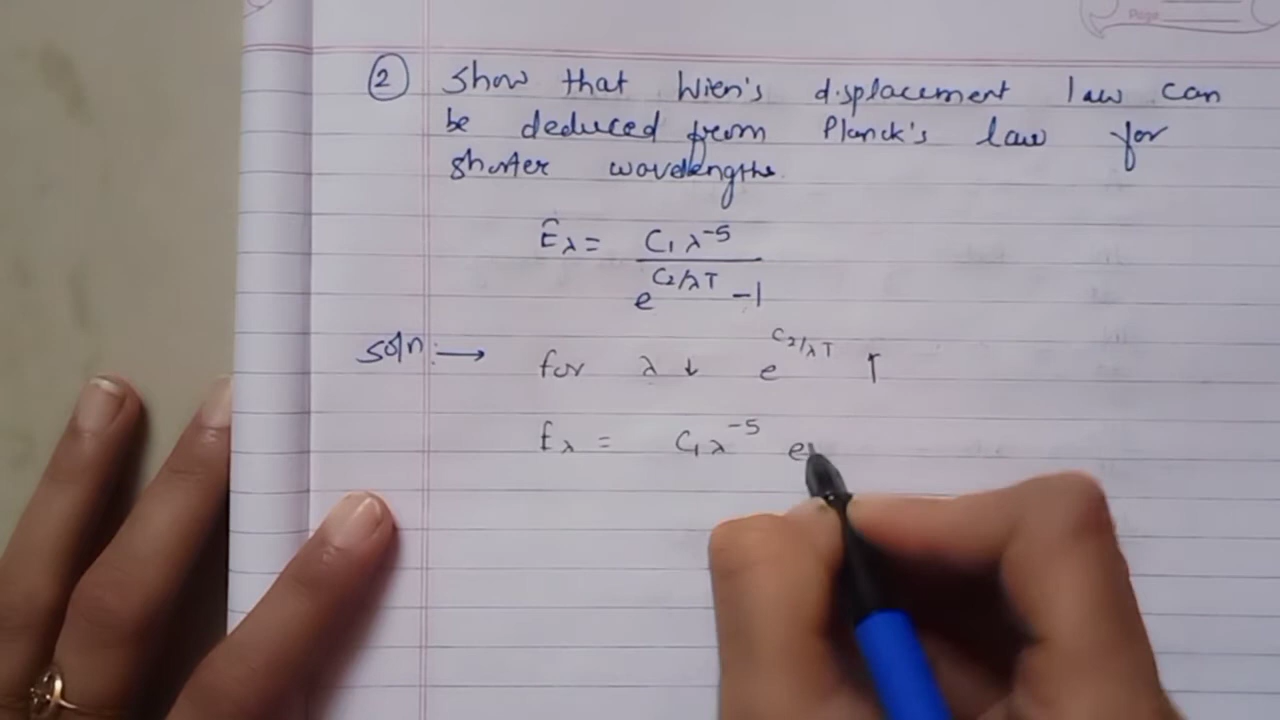 Page
② Show that Wien's displacement law can
be deduced from Planck's law for
shorter wavelengths.
Eλ = C₁λ⁻⁵ / e^(C₂/λT) - 1
Soln: → for λ ↓ e^(C₂/λT) ↑
Eλ = C₁λ⁻⁵ e